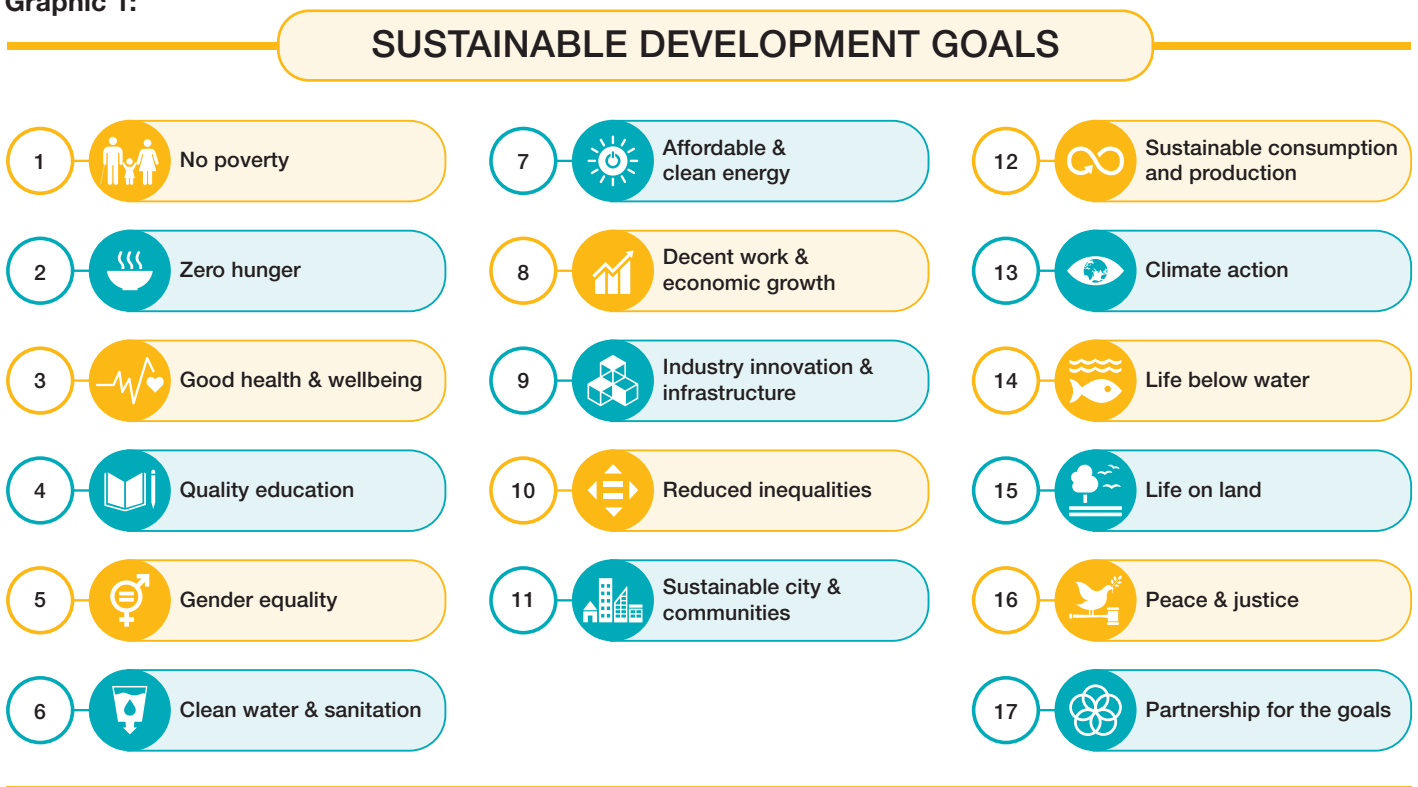 Graphic 1:
SUSTAINABLE DEVELOPMENT GOALS
1
No poverty
2
Zero hunger
3
Good health & wellbeing
4
Quality education
5
Gender equality
6
Clean water & sanitation
7
Affordable &
clean energy
8
Decent work &
economic growth
9
Industry innovation &
infrastructure
10
Reduced inequalities
11
Sustainable city &
communities
12
Sustainable consumption
and production
13
Climate action
14
Life below water
15
Life on land
16
Peace & justice
17
Partnership for the goals